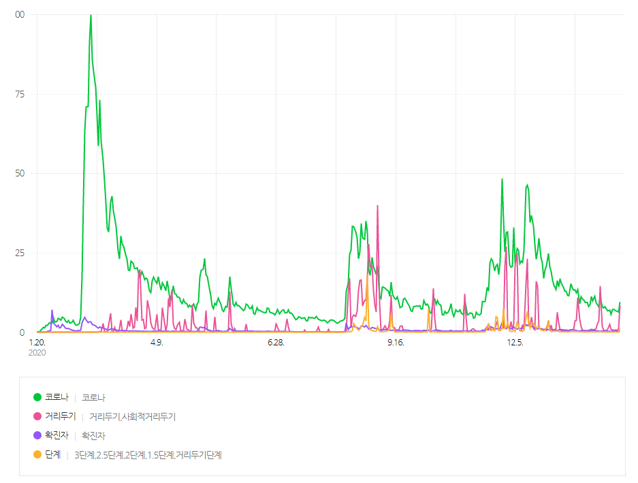 00
75
50
25
0
1.20. 4.9. 6.28. 9.16. 12.5.
2020
코로나 | 코로나
거리두기 | 거리두기,사회적거리두기
확진자 | 확진자
단계 | 3단계,2.5단계,2단계,1.5단계,거리두기단계